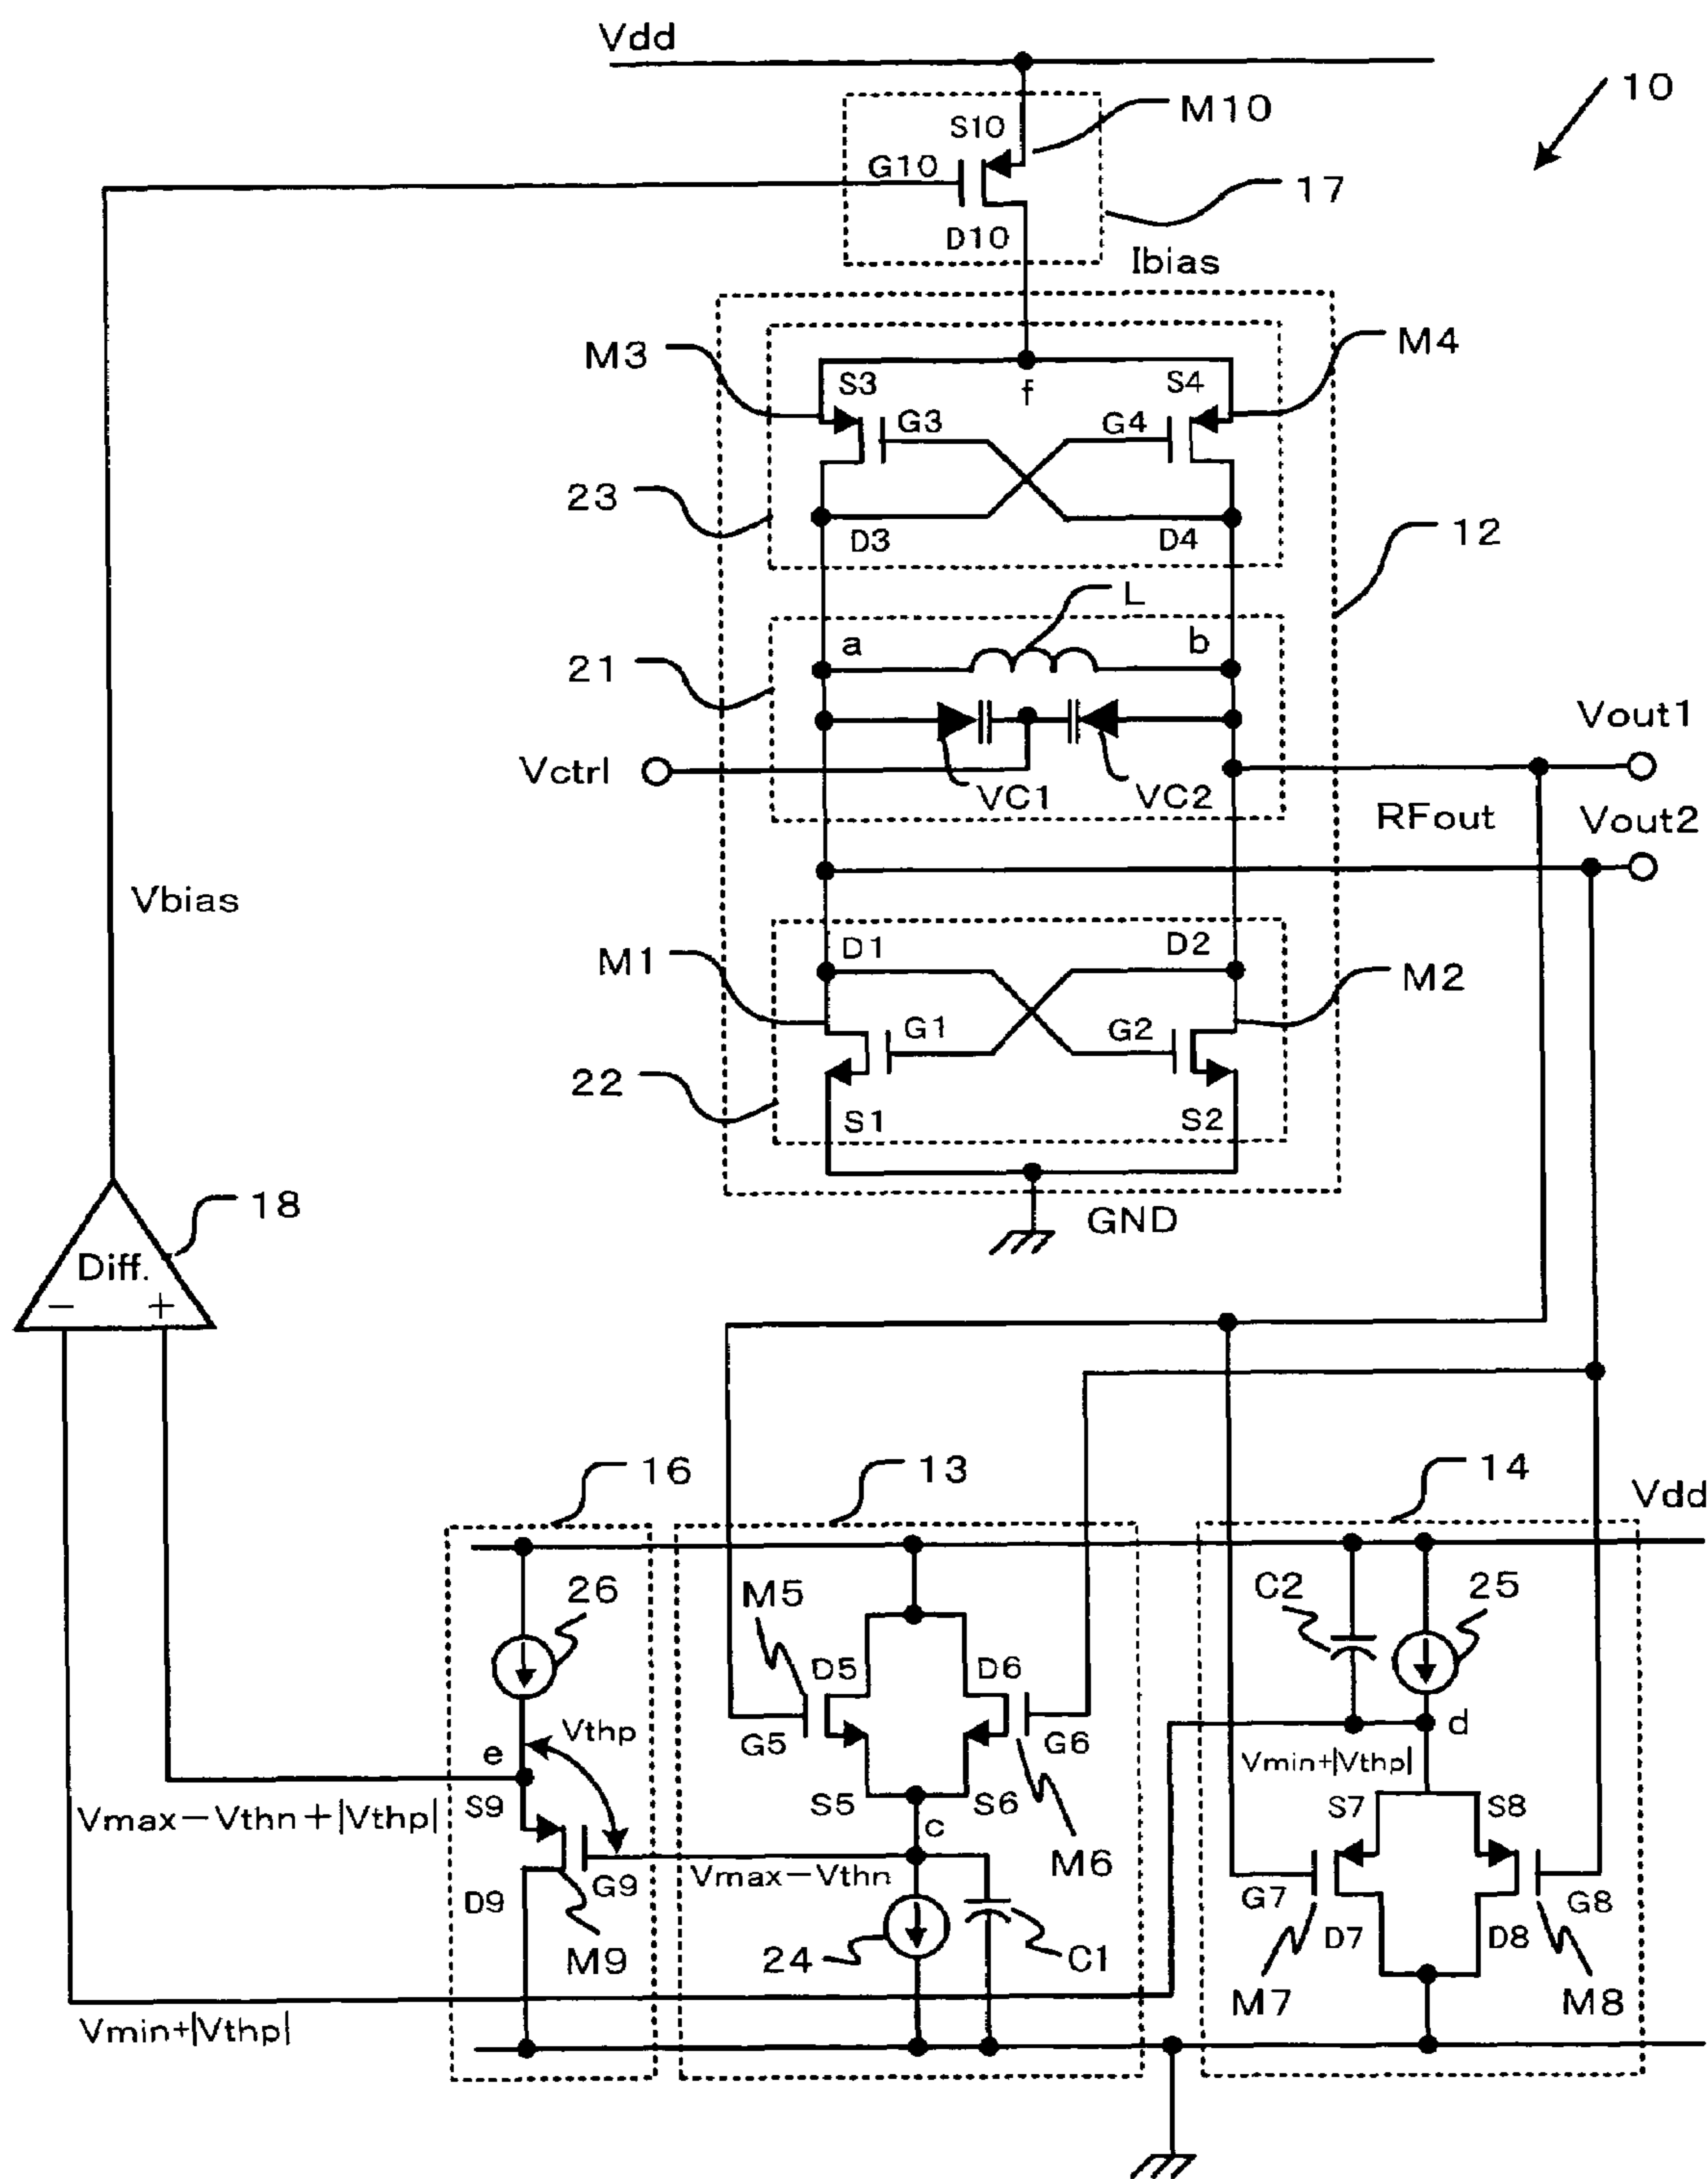 Vdd
10
M10
S10
G10
17
D10
Ibias
M3
M4
S3
f
S4
G3
G4
23
D3
D4
12
L
a
b
21
Vout1
Vctrl
VC1
VC2
RFout
Vout2
Vbias
D1
D2
M1
M2
G1
G2
22
S1
S2
18
GND
Diff.
− +
16
13
14
Vdd
26
M5
C2
25
D5
D6
Vthp
G5
G6
d
e
Vmin+|Vthp|
S9
S5
S6
S7
S8
Vmax−Vthn+|Vthp|
c
M6
Vmax−Vthn
G9
G7
G8
D9
D7
D8
M9
24
C1
M7
M8
Vmin+|Vthp|